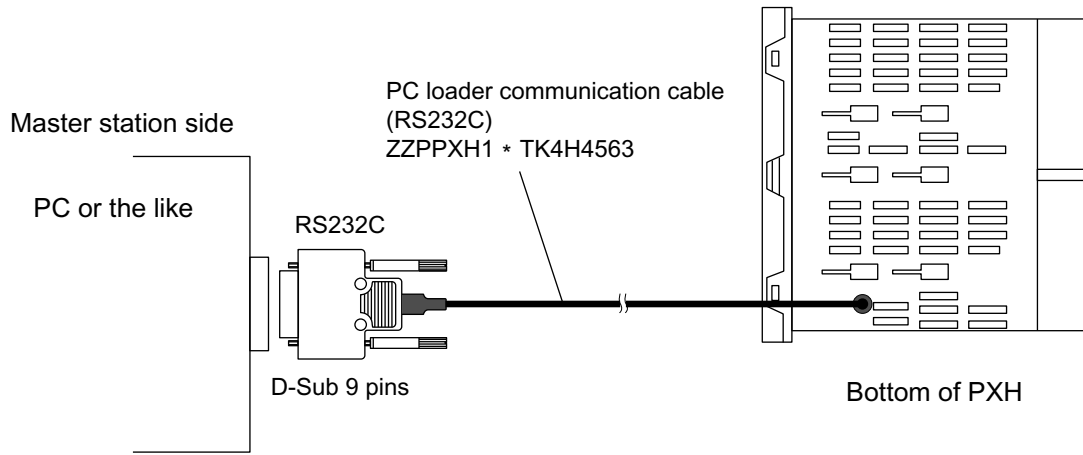 PC loader communication cable
(RS232C)
ZZPPXH1 * TK4H4563
Master station side
PC or the like
RS232C
D-Sub 9 pins
Bottom of PXH